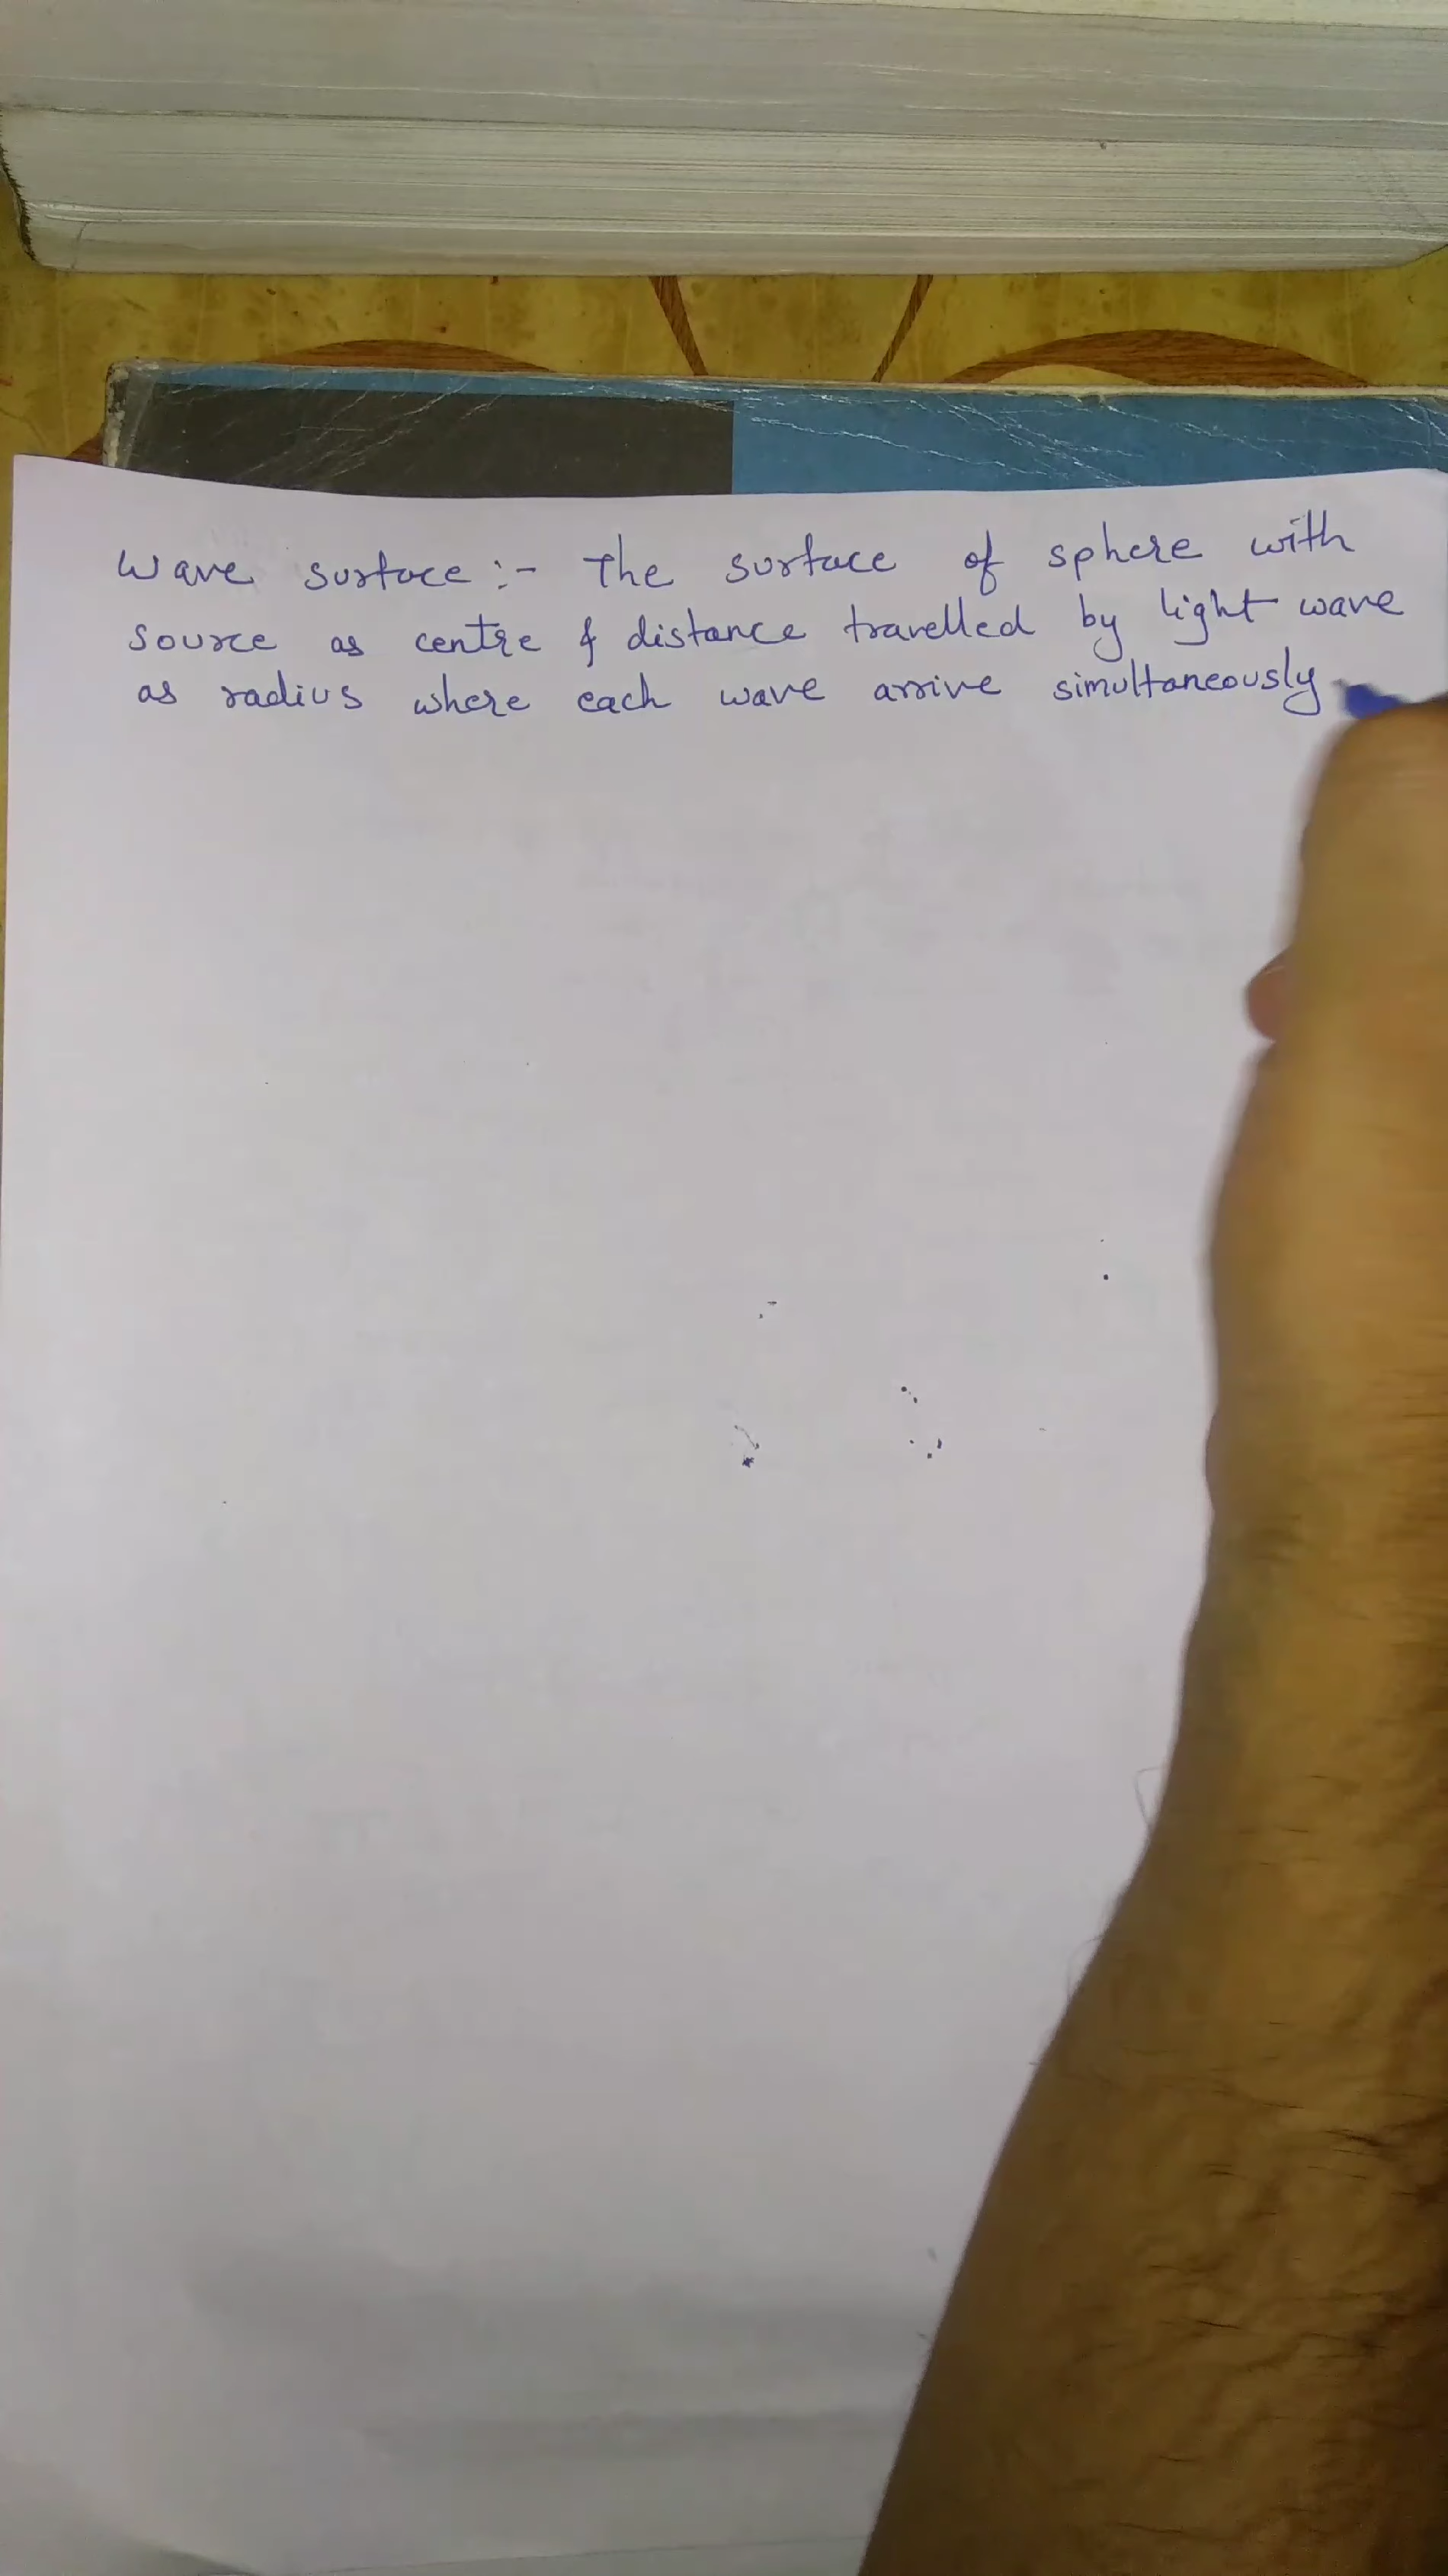 Wave surface :- The surface of sphere with
source as centre & distance travelled by light wave
as radius where each wave arrive simultaneously